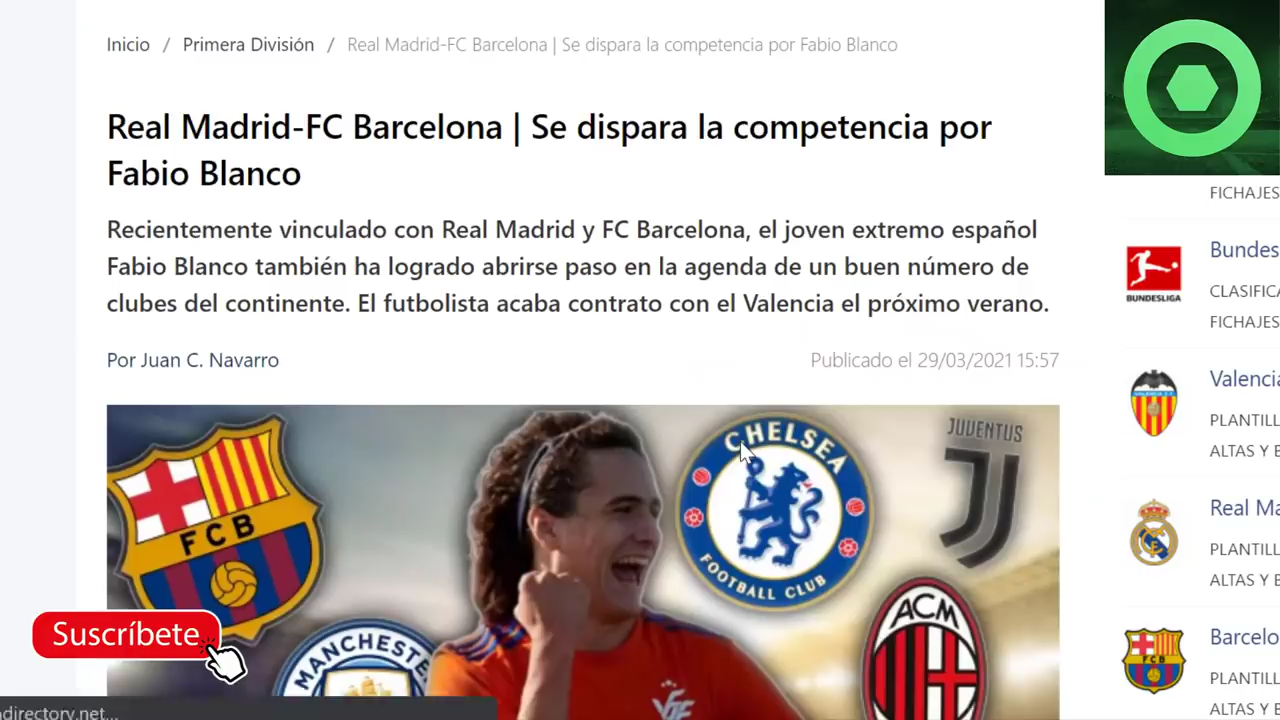 Inicio / Primera División / Real Madrid-FC Barcelona | Se dispara la competencia por Fabio Blanco
Real Madrid-FC Barcelona | Se dispara la competencia por
Fabio Blanco
Recientemente vinculado con Real Madrid y FC Barcelona, el joven extremo español
Fabio Blanco también ha logrado abrirse paso en la agenda de un buen número de
clubes del continente. El futbolista acaba contrato con el Valencia el próximo verano.
Por Juan C. Navarro
Publicado el 29/03/2021 15:57
FCB
MANCHESTE
CHELSEA
FOOTBALL CLUB
JUVENTUS
ACM
VCF
Suscríbete
directory.net...
FICHAJES
BUNDESLIGA
Bundes
CLASIFICA
FICHAJES
Valencia
PLANTILL
ALTAS Y B
Real Ma
PLANTILL
ALTAS Y B
FCB
Barcelo
PLANTILL
ALTAS Y B